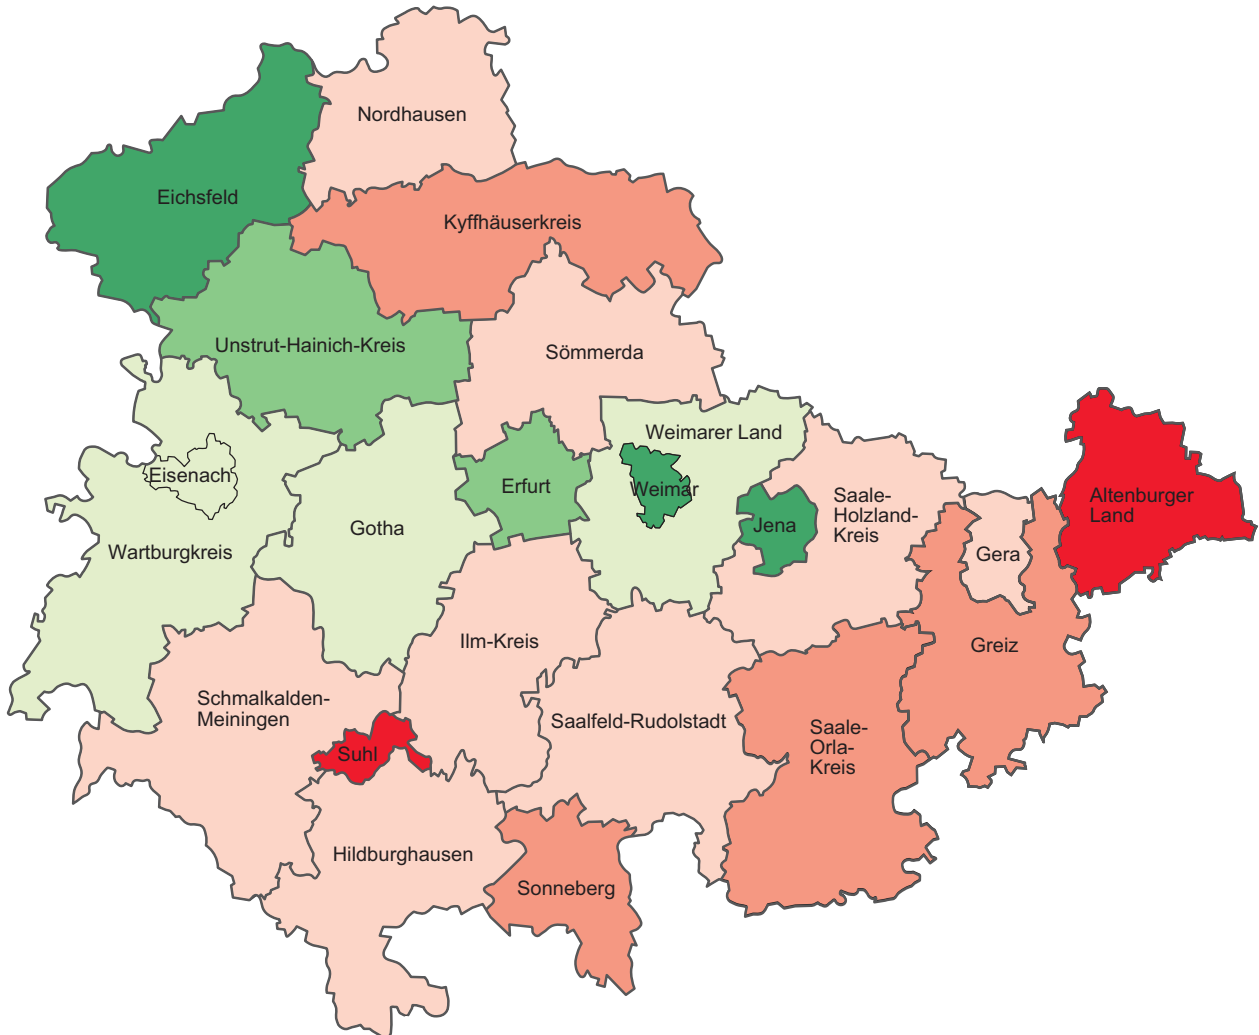 Nordhausen
Eichsfeld
Kyffhäuserkreis
Unstrut-Hainich-Kreis
Sömmerda
Weimarer Land
Eisenach
Erfurt
Weimar
Saale-
Holzland-
Kreis
Altenburger
Land
Gotha
Jena
Wartburgkreis
Gera
Ilm-Kreis
Greiz
Schmalkalden-
Meiningen
Saalfeld-Rudolstadt
Saale-
Orla-
Kreis
Suhl
Hildburghausen
Sonneberg